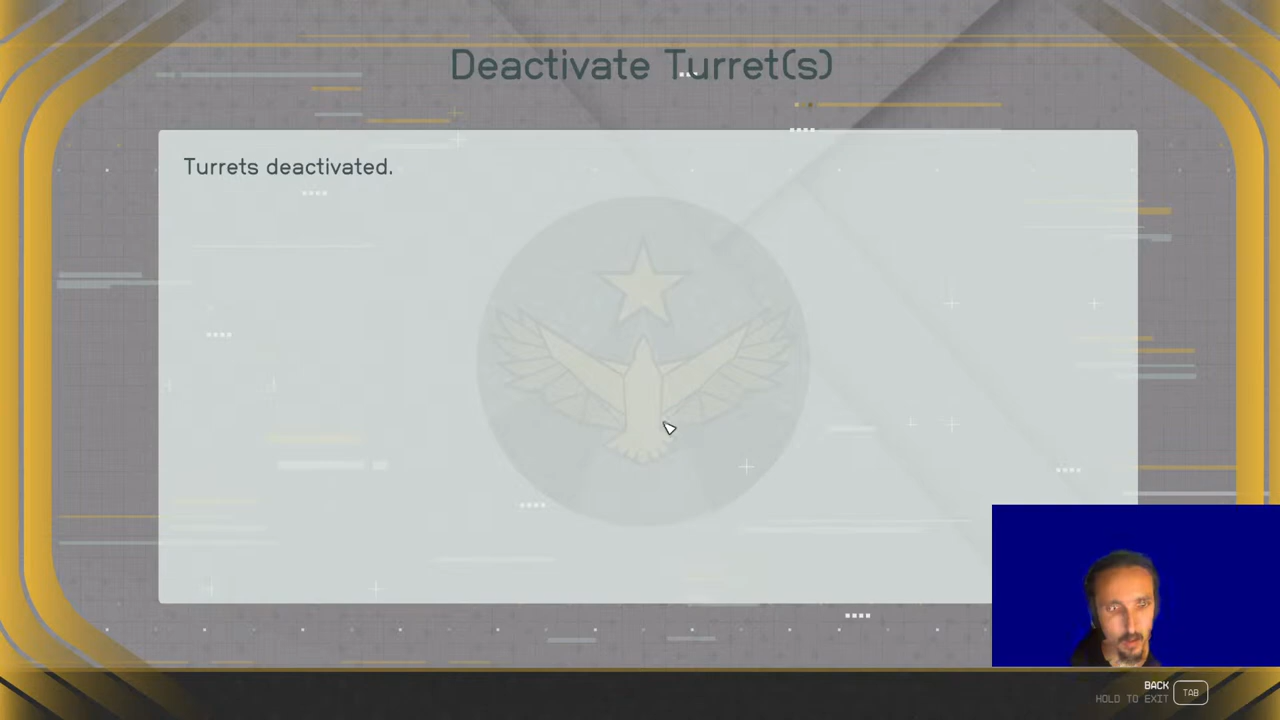 Deactivate Turret(s)
Turrets deactivated.
BACK
HOLD TO EXIT
TAB